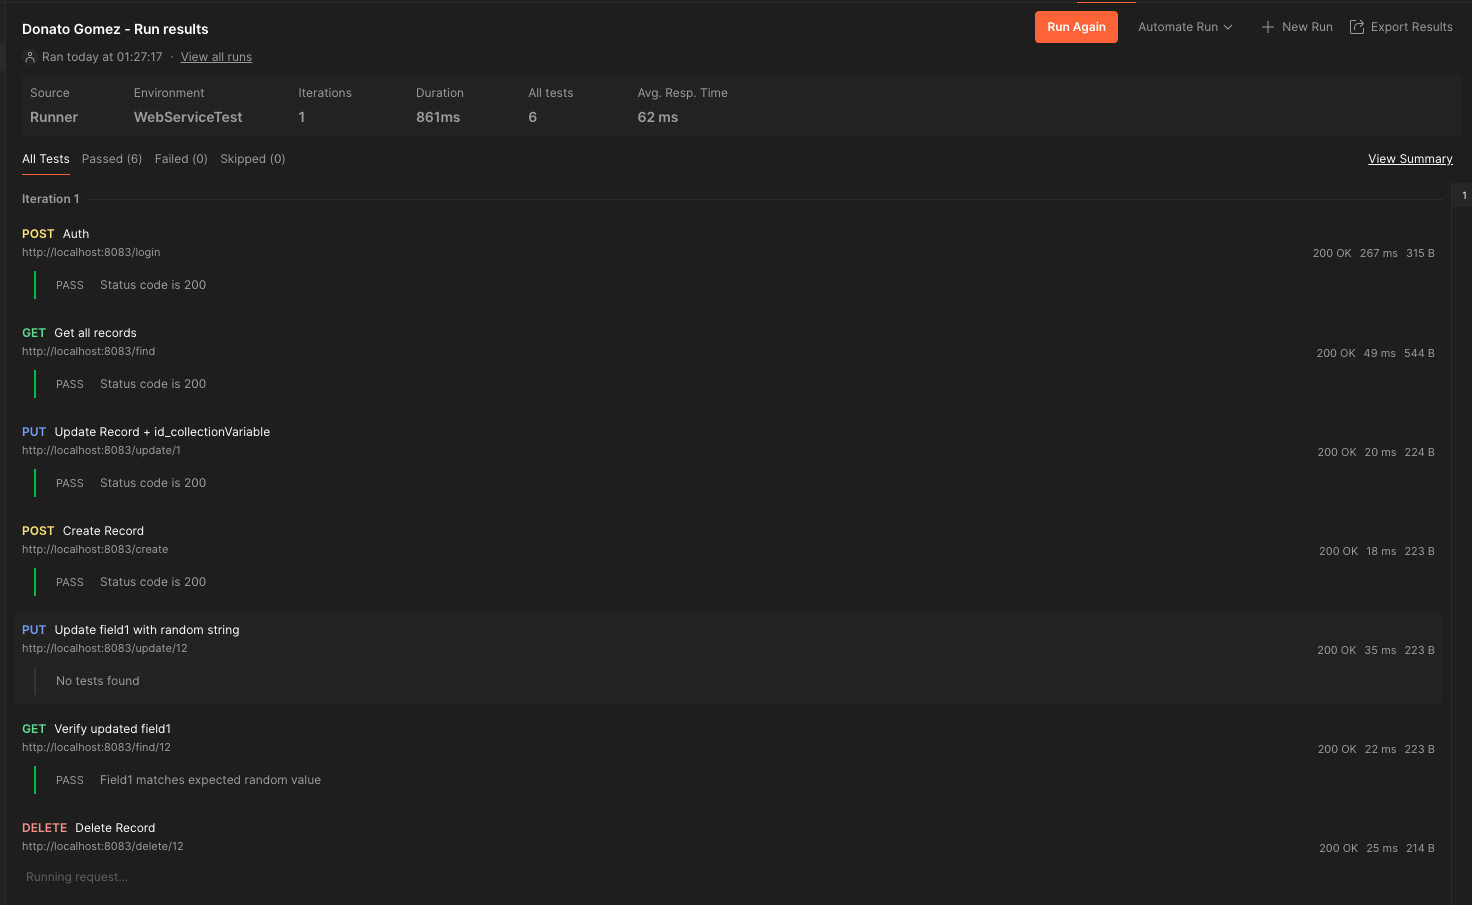 Donato Gomez - Run results
Run Again
Automate Run
New Run
Export Results
Ran today at 01:27:17 · View all runs
Source
Environment
Iterations
Duration
All tests
Avg. Resp. Time
Runner
WebServiceTest
1
861ms
6
62 ms
All Tests
Passed (6)
Failed (0)
Skipped (0)
View Summary
Iteration 1
1
POST Auth
http://localhost:8083/login
200 OK 267 ms 315 B
PASS Status code is 200
GET Get all records
http://localhost:8083/find
200 OK 49 ms 544 B
PASS Status code is 200
PUT Update Record + id_collectionVariable
http://localhost:8083/update/1
200 OK 20 ms 224 B
PASS Status code is 200
POST Create Record
http://localhost:8083/create
200 OK 18 ms 223 B
PASS Status code is 200
PUT Update field1 with random string
http://localhost:8083/update/12
200 OK 35 ms 223 B
No tests found
GET Verify updated field1
http://localhost:8083/find/12
200 OK 22 ms 223 B
PASS Field1 matches expected random value
DELETE Delete Record
http://localhost:8083/delete/12
200 OK 25 ms 214 B
Running request...